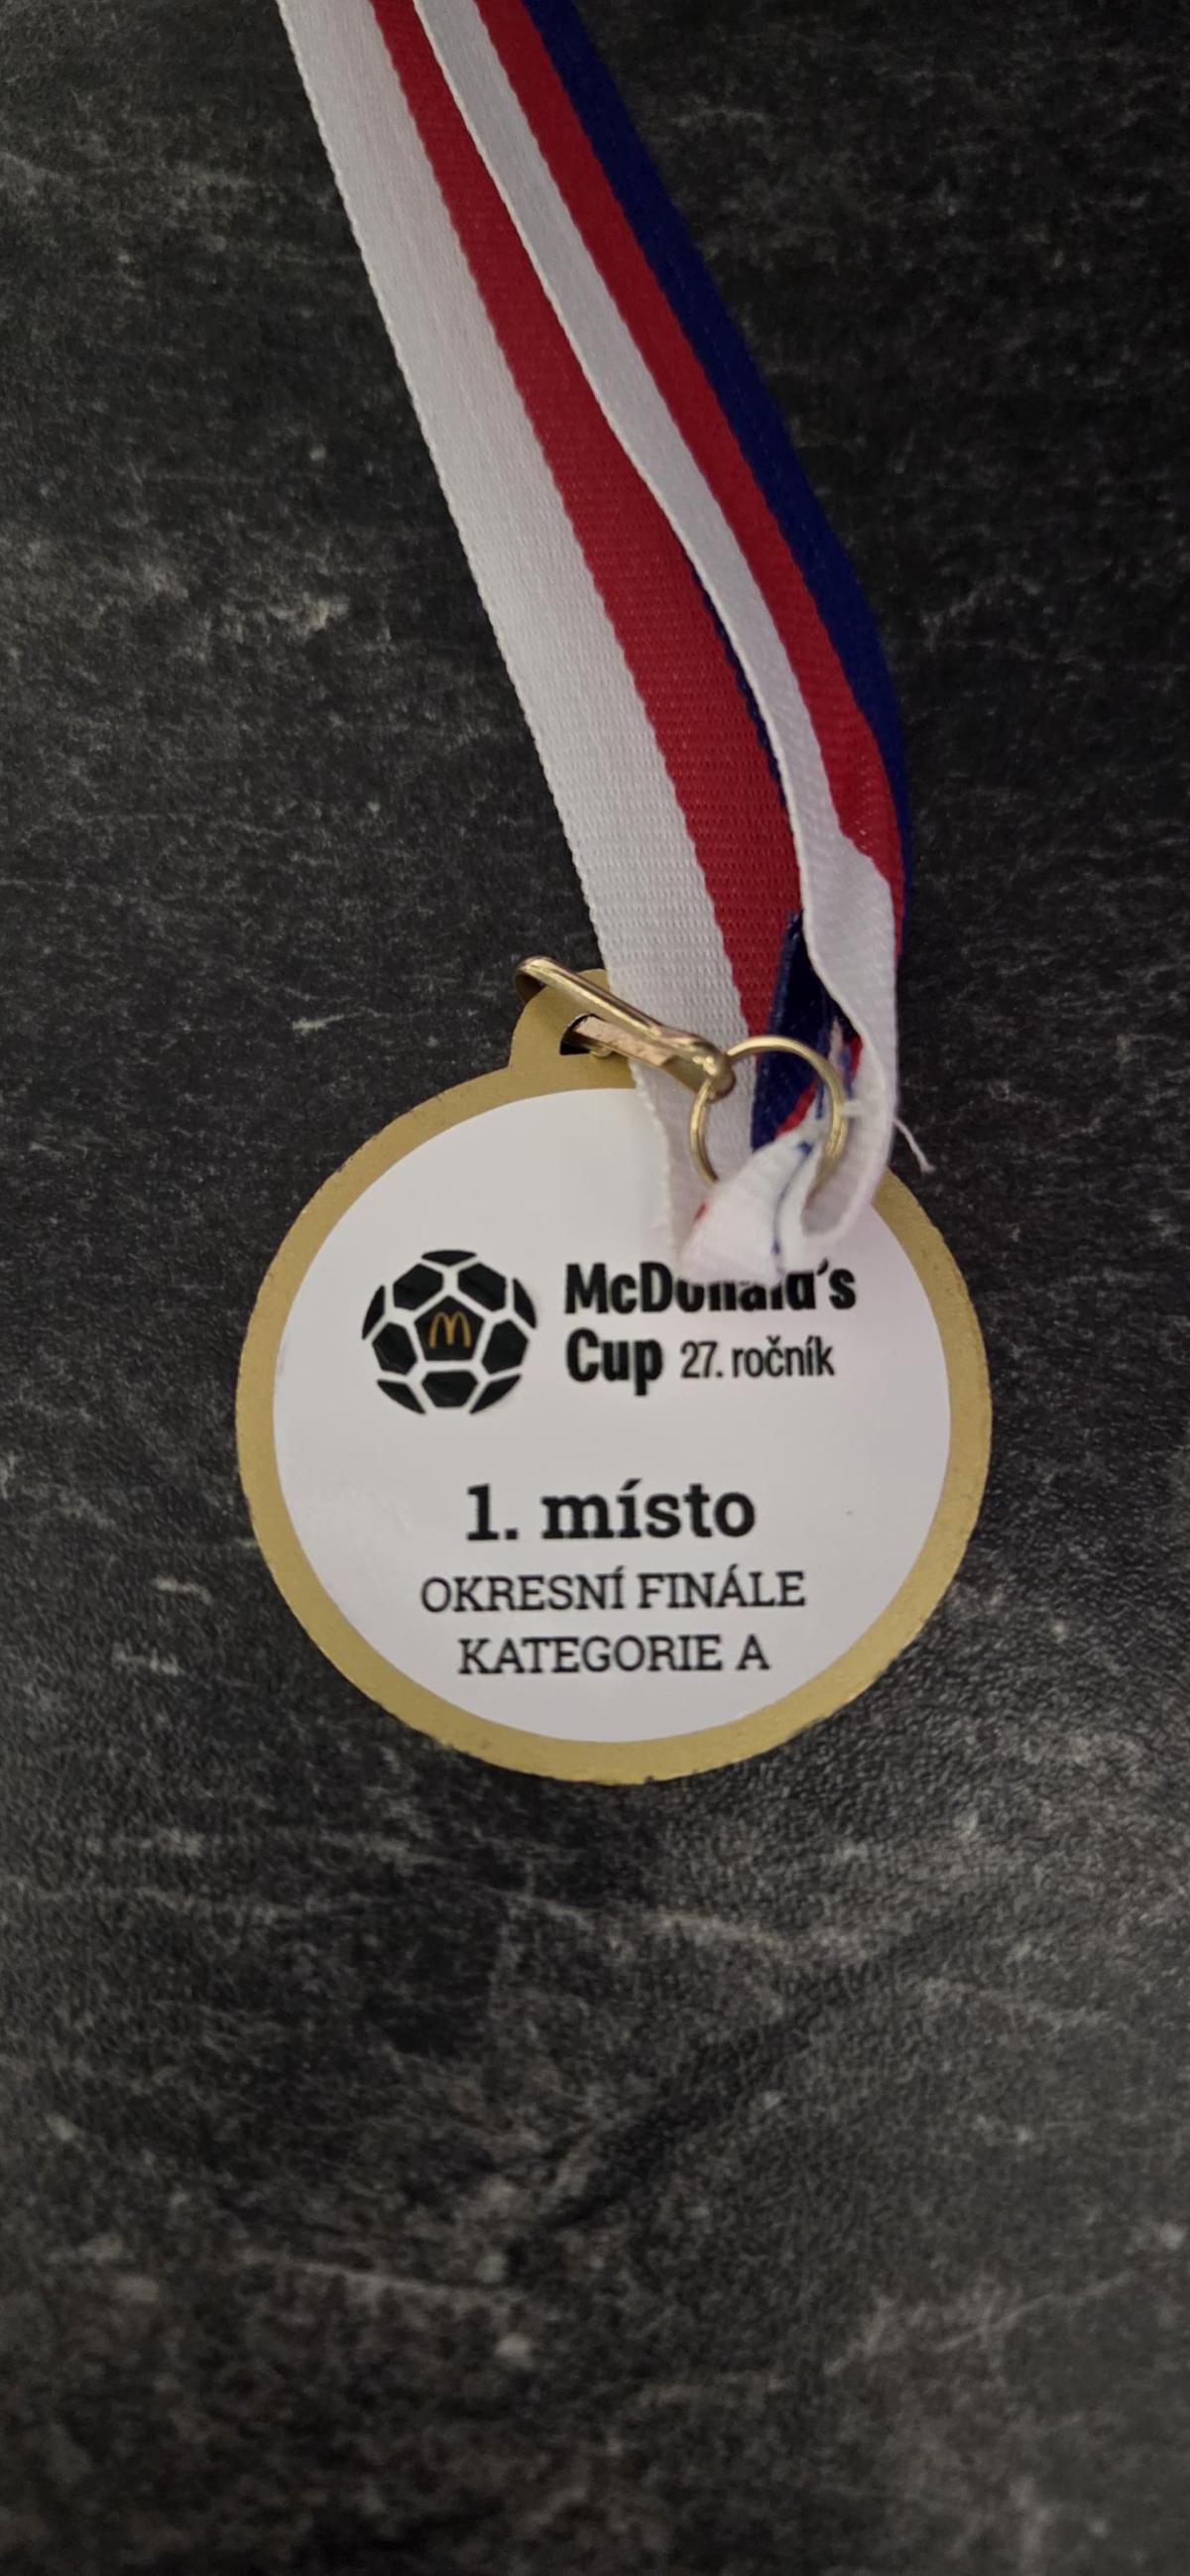 McDonald's
Cup 27. ročník
1. místo
OKRESNÍ FINÁLE
KATEGORIE A